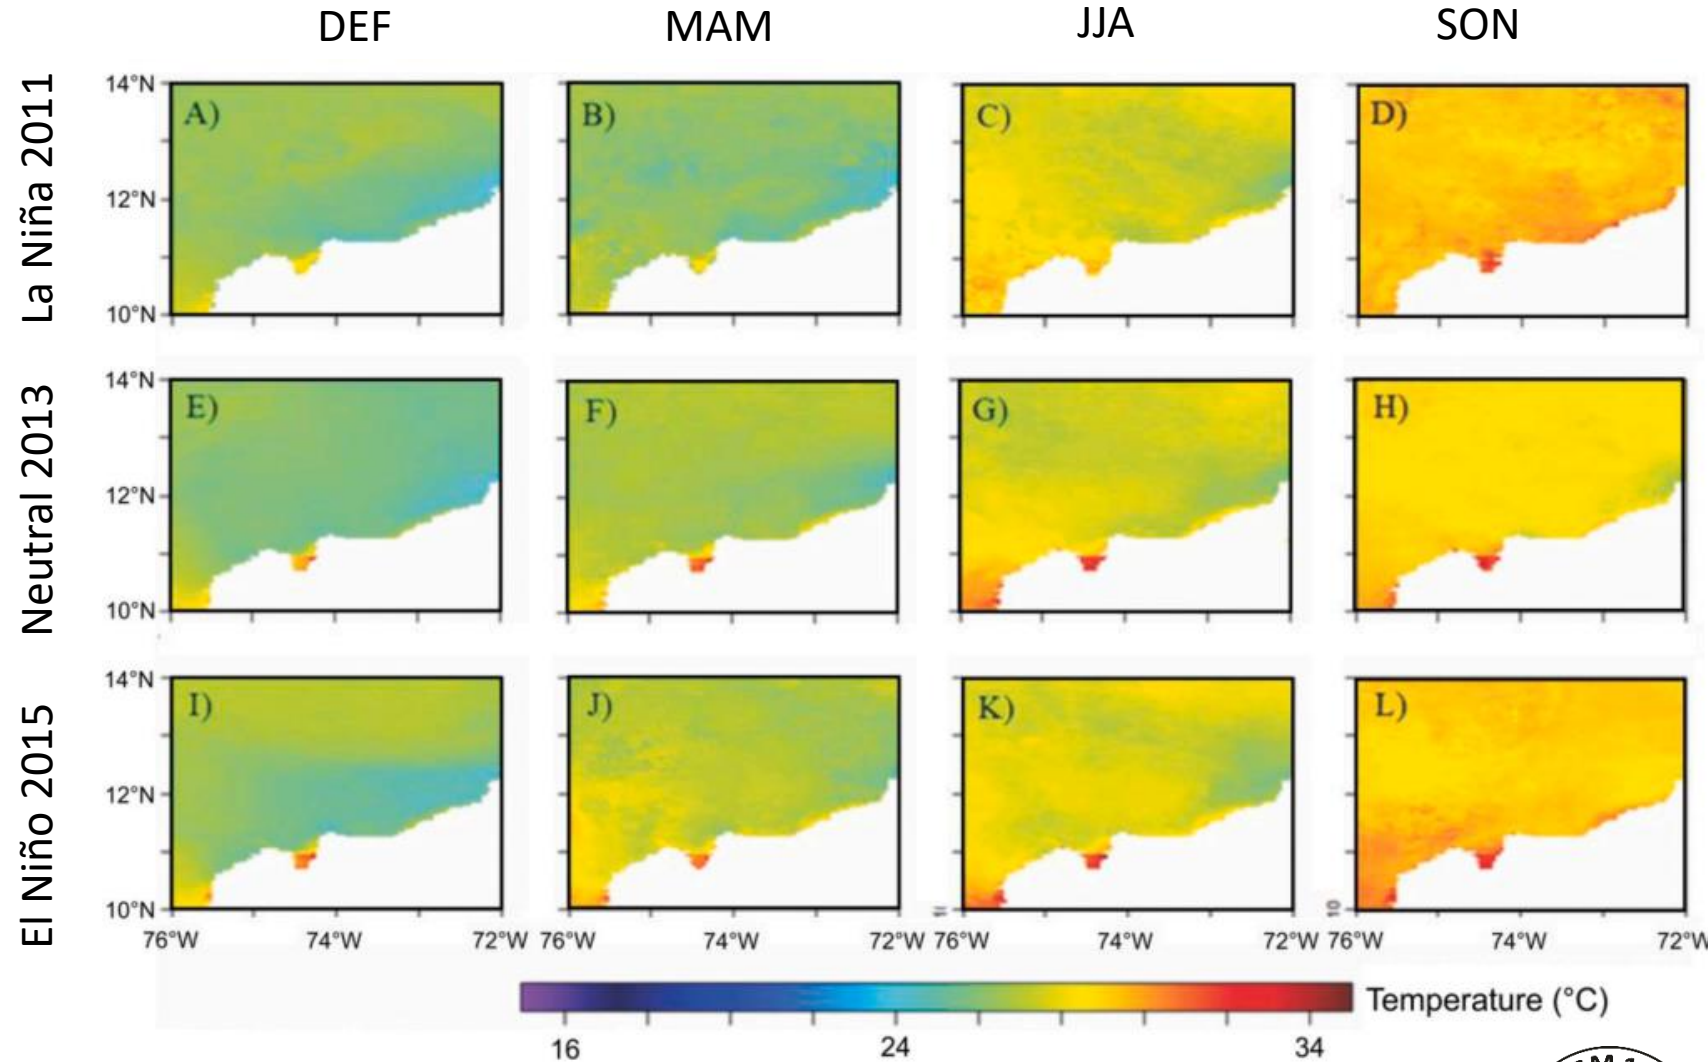 DEF MAM JJA SON
La Niña 2011
14°N
12°N
10°N
A) B) C) D)
Neutral 2013
14°N
12°N
10°N
E) F) G) H)
El Niño 2015
14°N
12°N
10°N
I) J) K) L)
10
76°W 74°W 72°W 76°W 74°W 72°W 76°W 74°W 72°W 76°W 74°W 72°W
Temperature (°C)
16 24 34